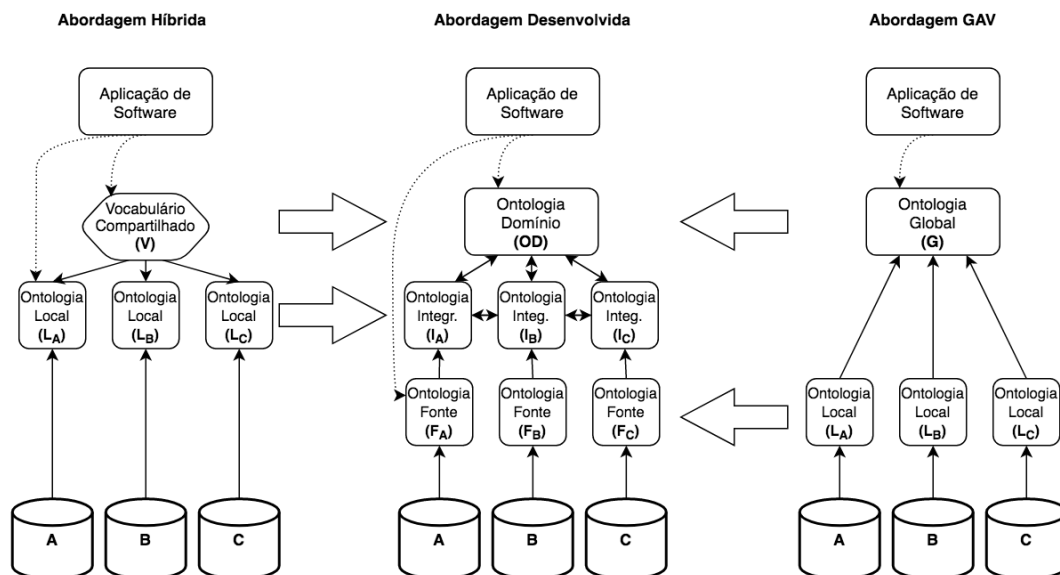 Abordagem Híbrida
Aplicação de
Software
Vocabulário
Compartilhado
(V)
Ontologia
Local
(LA)
Ontologia
Local
(LB)
Ontologia
Local
(LC)
A
B
C
Abordagem Desenvolvida
Aplicação de
Software
Ontologia
Domínio
(OD)
Ontologia
Integr.
(IA)
Ontologia
Integ.
(IB)
Ontologia
Integ.
(IC)
Ontologia
Fonte
(FA)
Ontologia
Fonte
(FB)
Ontologia
Fonte
(FC)
A
B
C
Abordagem GAV
Aplicação de
Software
Ontologia
Global
(G)
Ontologia
Local
(LA)
Ontologia
Local
(LB)
Ontologia
Local
(LC)
A
B
C